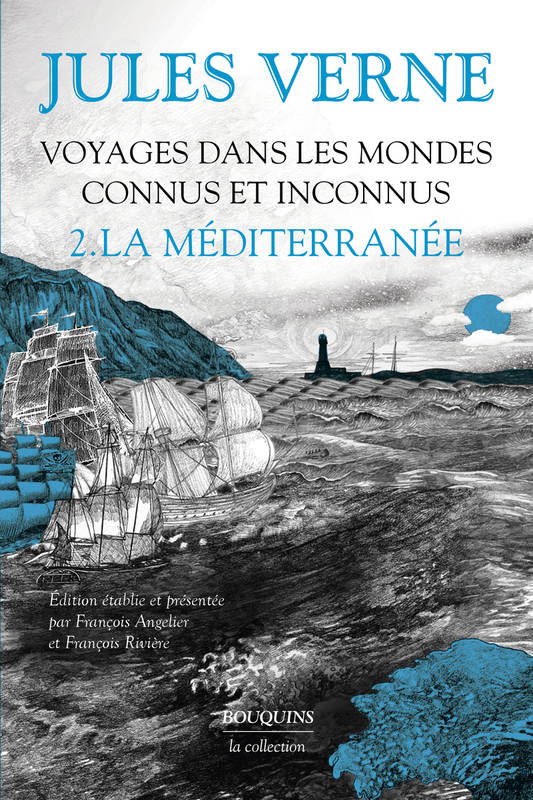 JULES VERNE
VOYAGES DANS LES MONDES
CONNUS ET INCONNUS
2. LA MÉDITERRANÉE
Édition établie et présentée
par François Angelier
et François Rivière
BOUQUINS
la collection